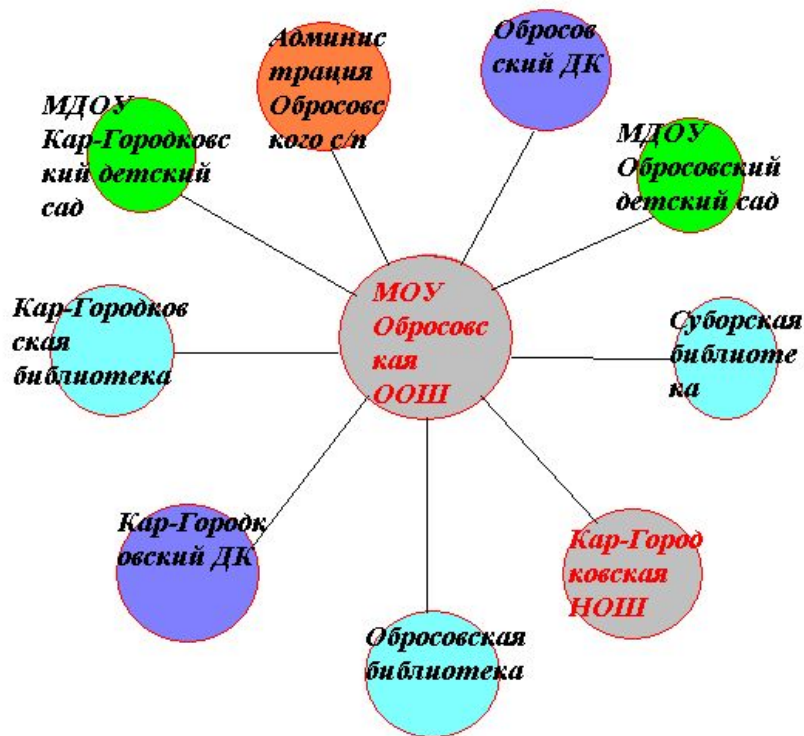 Админис
трация
Обросовс
кого с/п
Обросов
ский ДК
МДОУ
Кар-Городковс
кий детский
сад
МДОУ
Обросовский
детский сад
МОУ
Обросовс
кая
ООШ
Кар-Городков
ская
библиотека
Суборская
библиоте
ка
Кар-Городк
овский ДК
Кар-Город
ковская
НОШ
Обросовская
библиотека